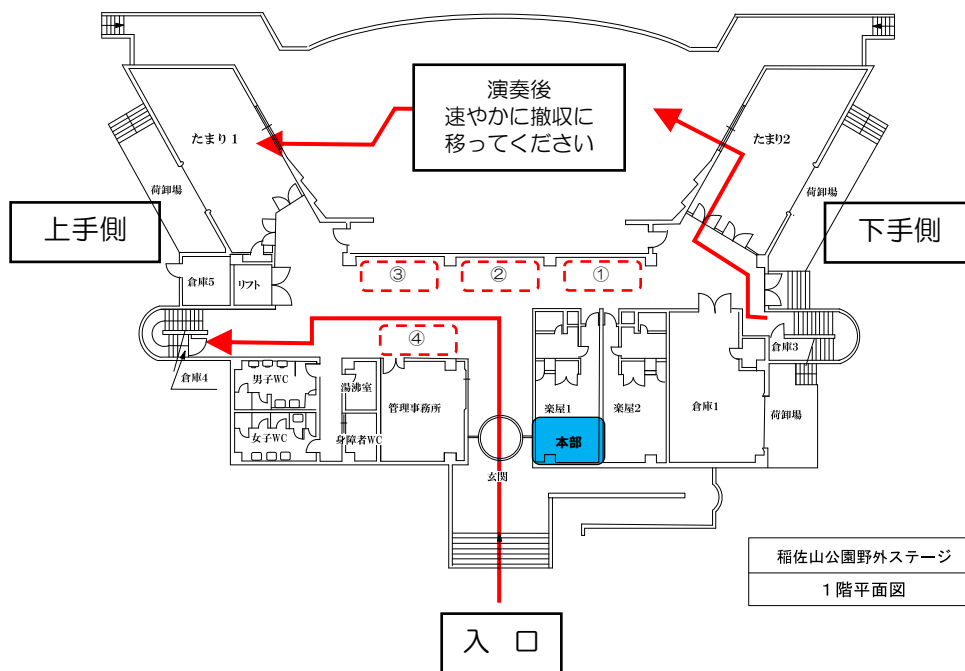 演奏後
速やかに撤収に
移ってください
たまり1
たまり2
荷卸場
荷卸場
上手側
下手側
倉庫5
リフト
③
②
①
④
倉庫3
倉庫4
男子WC
湯沸室
管理事務所
楽屋1
楽屋2
倉庫1
荷卸場
女子WC
身障者WC
本部
玄関
稲佐山公園野外ステージ
1階平面図
入 口